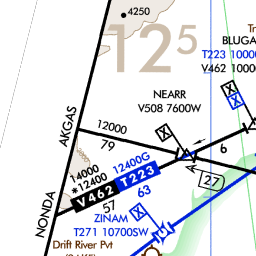 4250
12 5
BLUGA
T223 10000
V462 10000
NEARR
V508 7600W
AKGAS
12000
79
6
27
14000
*12400
12400G
V462
T223
57
63
NONDA
ZINAM
T271 10700SW
Drift River Pvt